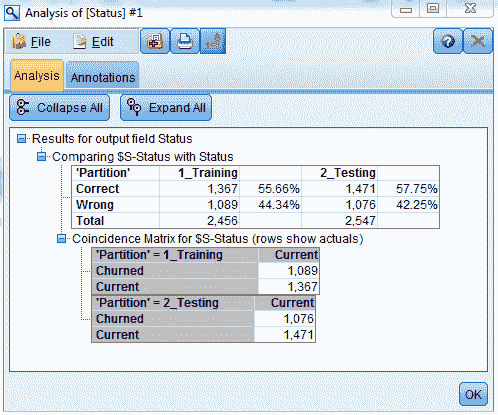 Analysis of [Status] #1
File Edit
Analysis Annotations
Collapse All Expand All
Results for output field Status
Comparing $S-Status with Status
'Partition' 1_Training 2_Testing
Correct 1,367 55.66% 1,471 57.75%
Wrong 1,089 44.34% 1,076 42.25%
Total 2,456 2,547
Coincidence Matrix for $S-Status (rows show actuals)
'Partition' = 1_Training Current
Churned 1,089
Current 1,367
'Partition' = 2_Testing Current
Churned 1,076
Current 1,471
OK